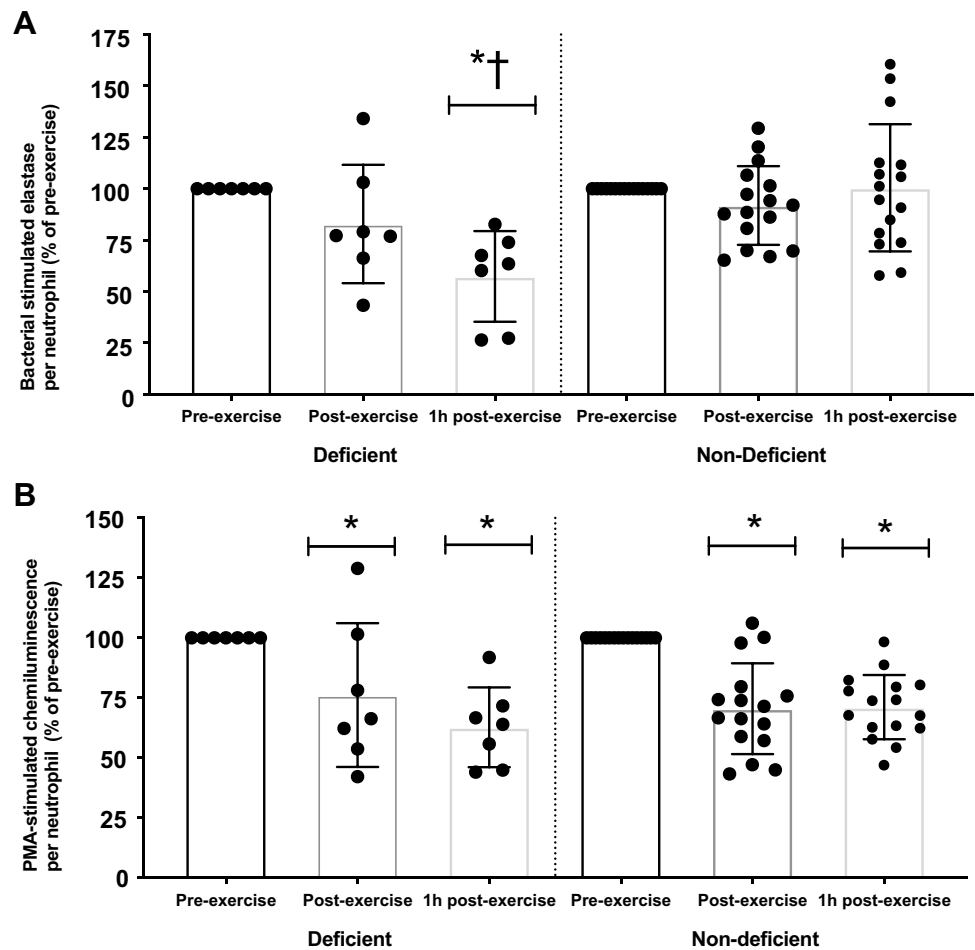 A
Bacterial stimulated elastase
per neutrophil (% of pre-exercise)
175
150
125
100
75
50
25
0
*†
Pre-exercise Post-exercise 1h post-exercise Pre-exercise Post-exercise 1h post-exercise
Deficient Non-Deficient
B
PMA-stimulated chemiluminescence
per neutrophil (% of pre-exercise)
150
125
100
75
50
25
0
* * * *
Pre-exercise Post-exercise 1h post-exercise Pre-exercise Post-exercise 1h post-exercise
Deficient Non-deficient